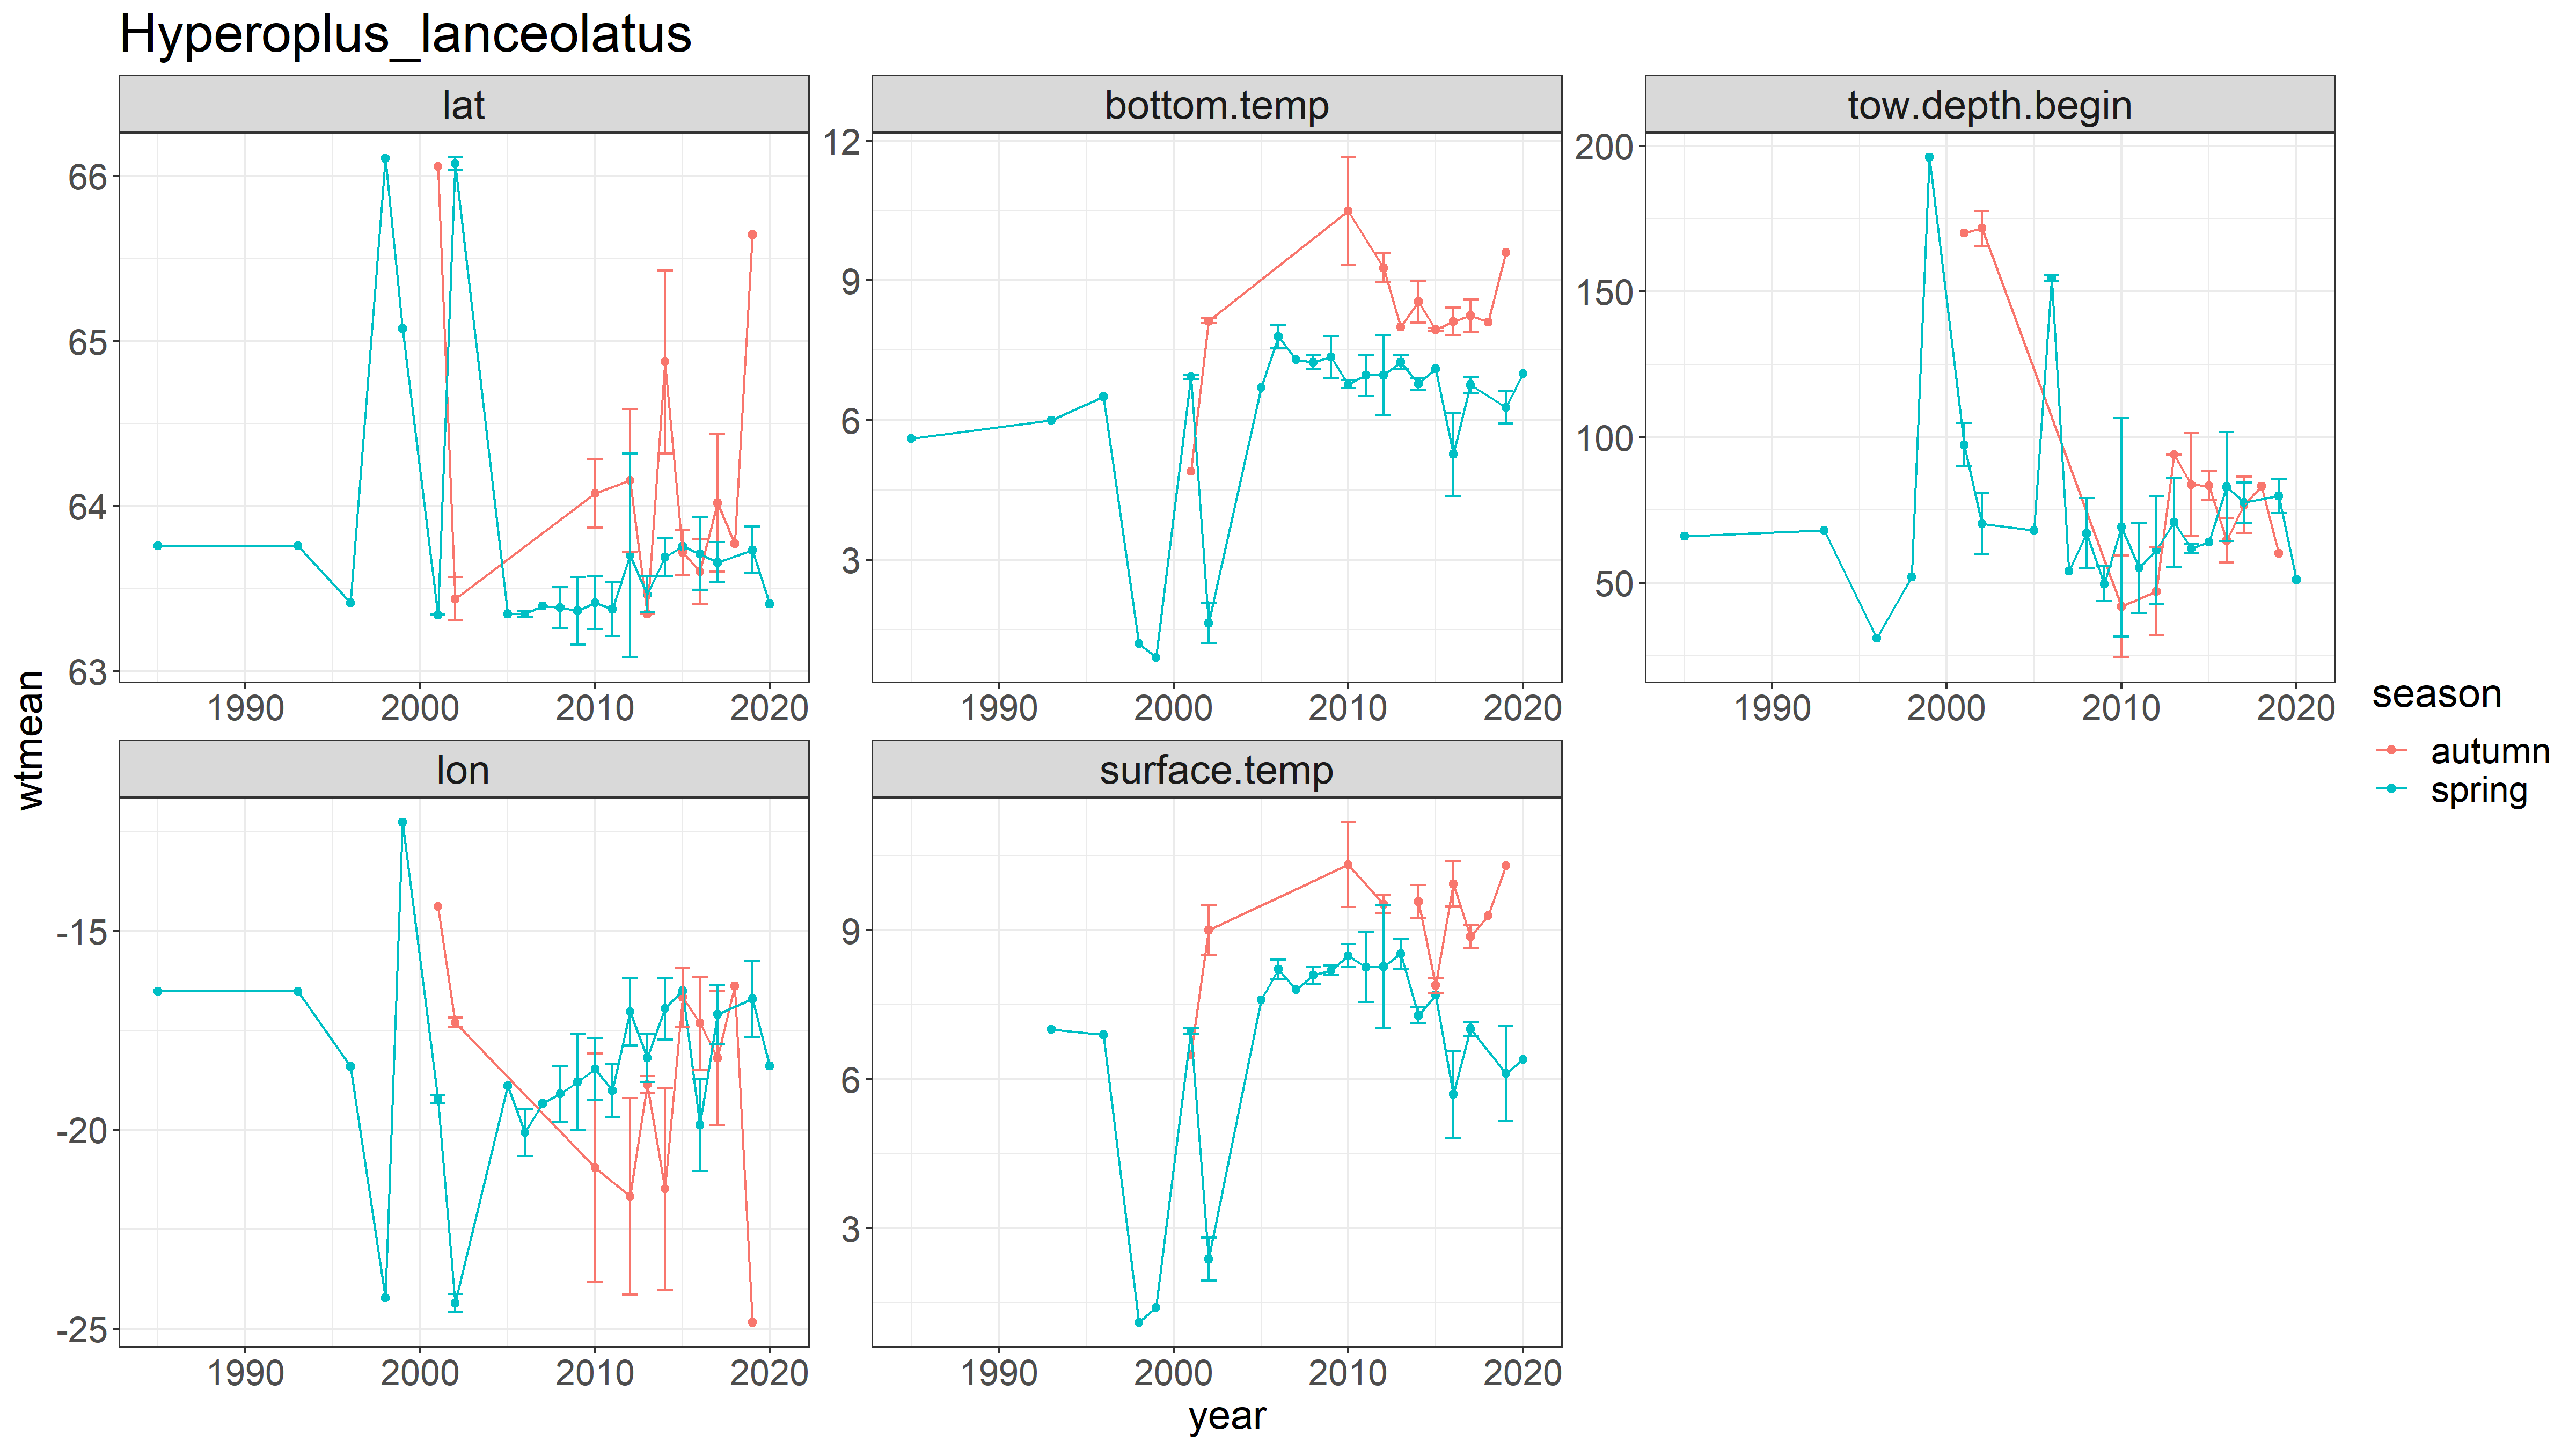 Hyperoplus_lanceolatus
lat
bottom.temp
tow.depth.begin
66
65
64
63
12
9
6
3
200
150
100
50
1990 2000 2010 2020
1990 2000 2010 2020
1990 2000 2010 2020
wtmean
season
autumn
spring
lon
surface.temp
-15
-20
-25
9
6
3
1990 2000 2010 2020
1990 2000 2010 2020
year